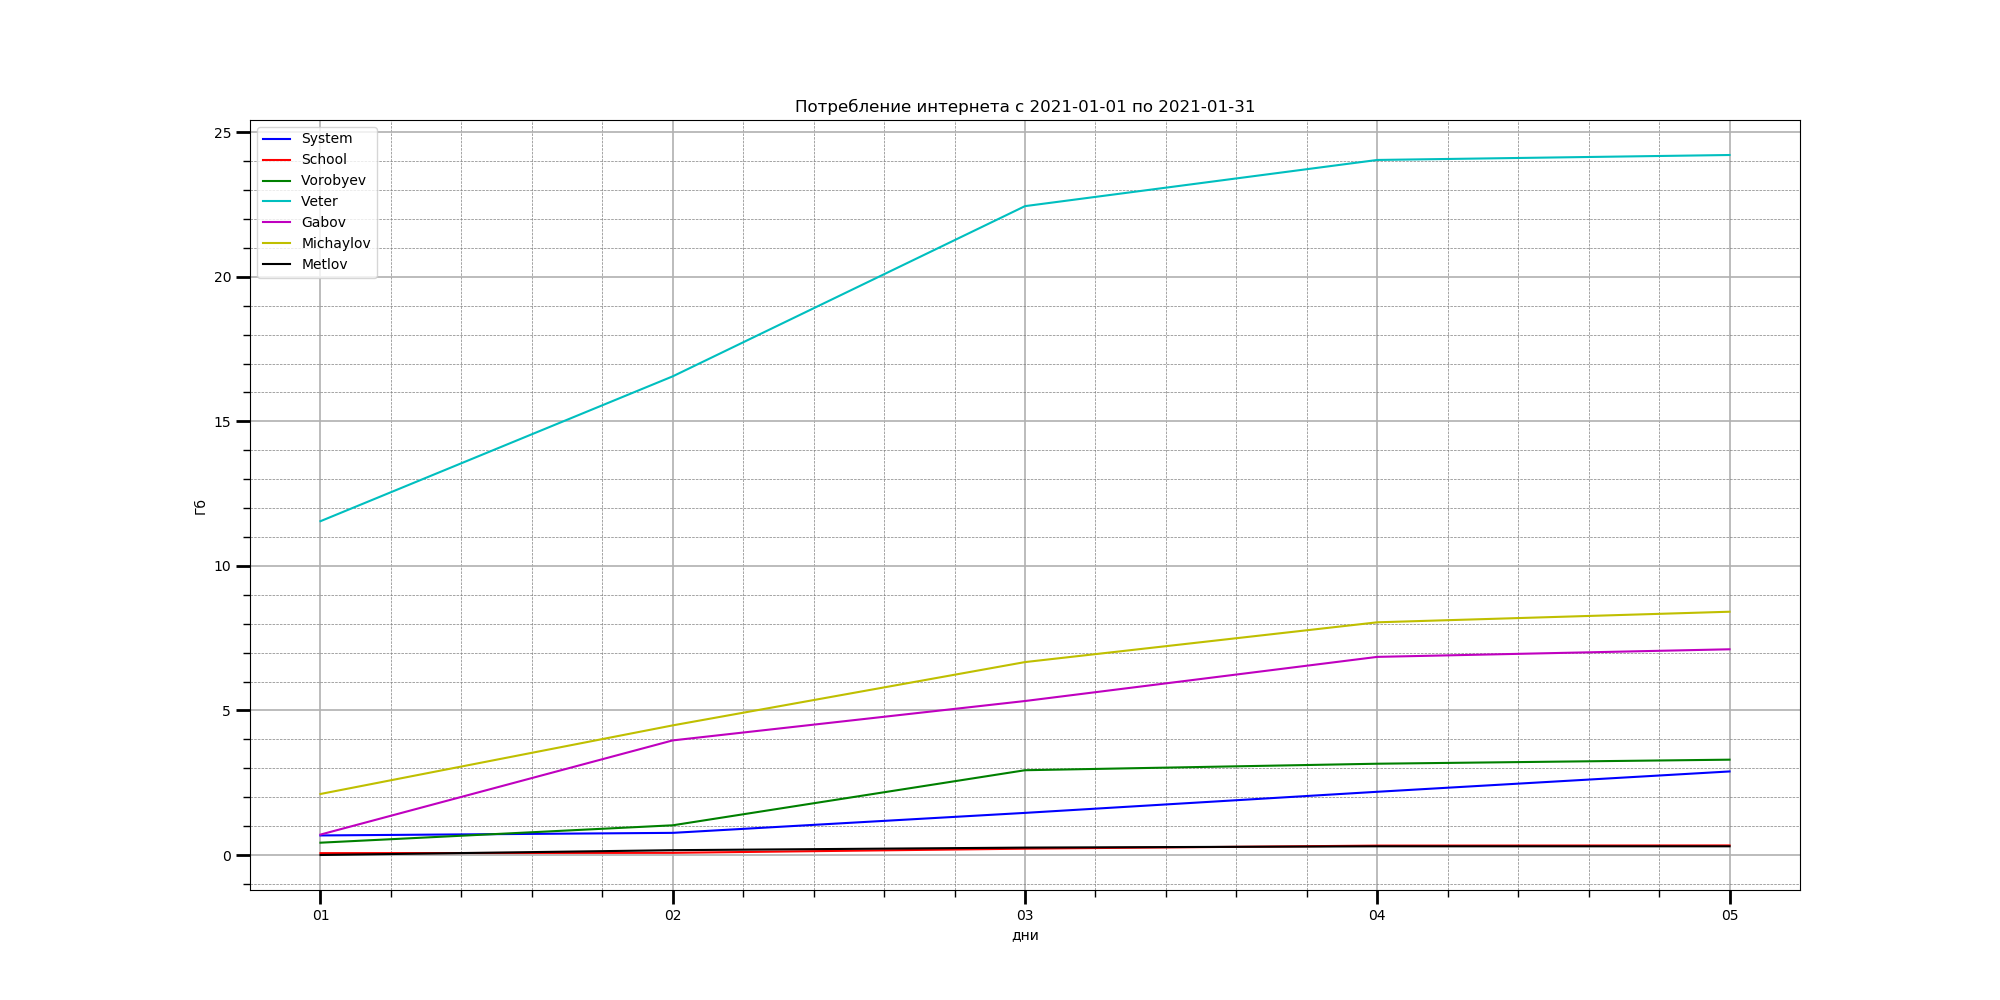 Потребление интернета с 2021-01-01 по 2021-01-31
25
20
15
10
5
0
Гб
System
School
Vorobyev
Veter
Gabov
Michaylov
Metlov
01 02 03 04 05
дни